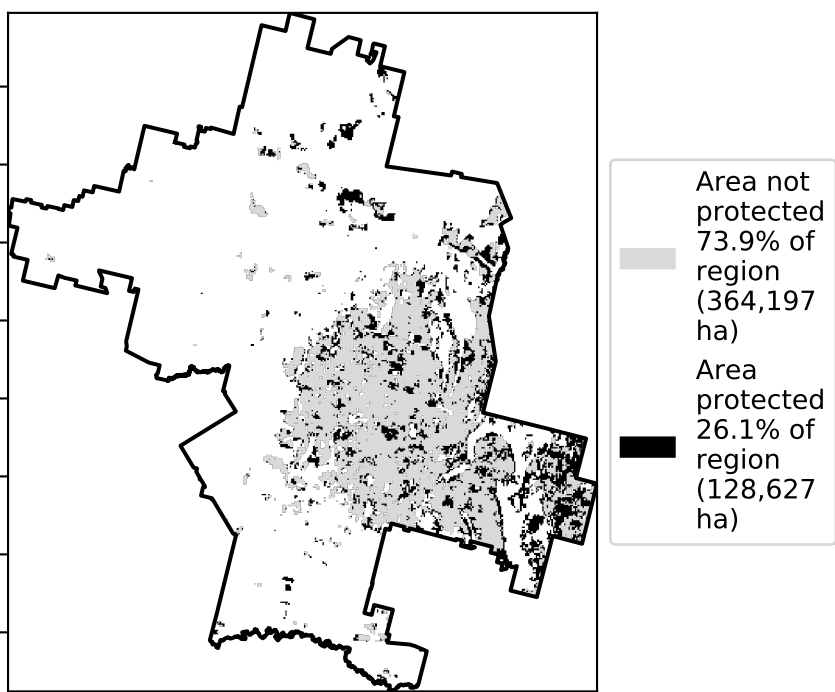 Area not
protected
73.9% of
region
(364,197
ha)
Area
protected
26.1% of
region
(128,627
ha)